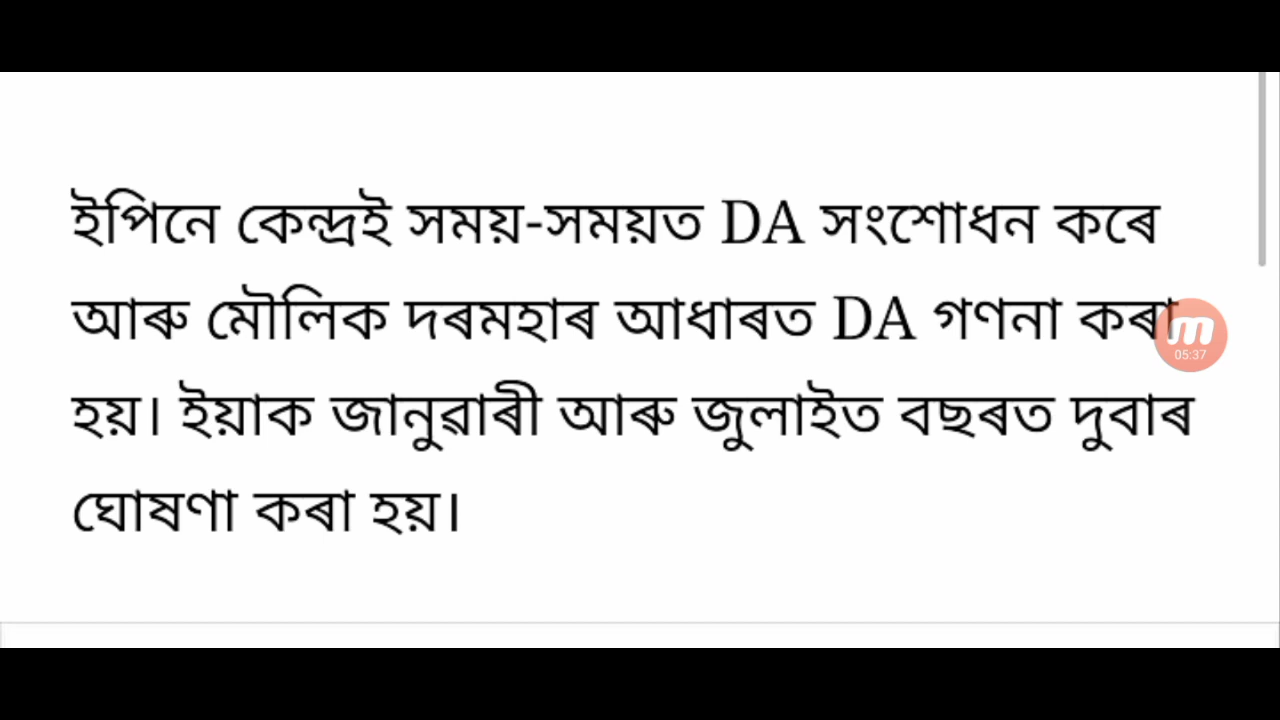 ইপিনে কেন্দ্ৰই সময়-সময়ত DA সংশোধন কৰে
আৰু মৌলিক দৰমহাৰ আধাৰত DA গণনা কৰা
হয়। ইয়াক জানুৱাৰী আৰু জুলাইত বছৰত দুবাৰ
ঘোষণা কৰা হয়।
05:37